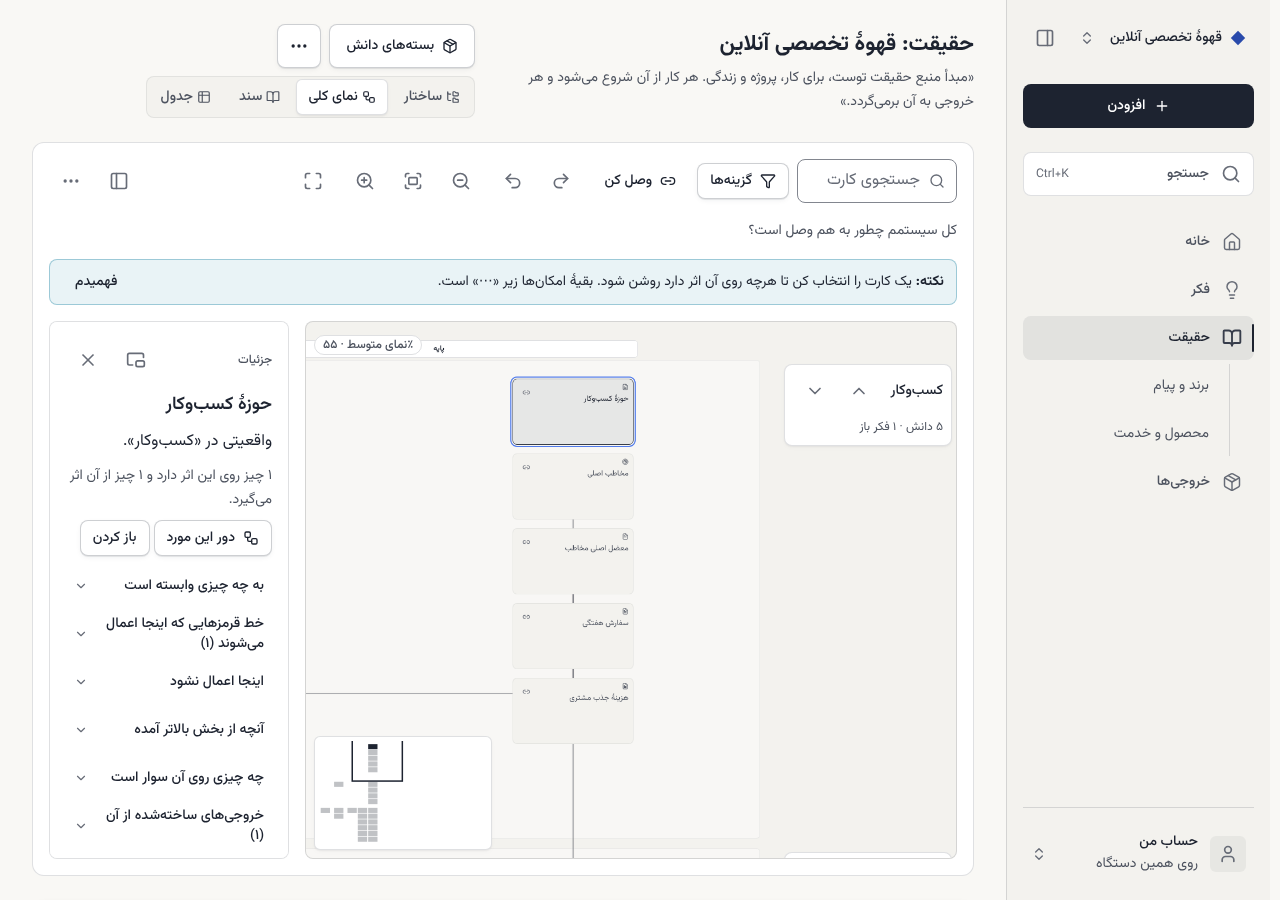 قهوهٔ تخصصی آنلاین
افزودن
جستجو
Ctrl+K
خانه
فکر
حقیقت
برند و پیام
محصول و خدمت
خروجی‌ها
حساب من
روی همین دستگاه
حقیقت: قهوهٔ تخصصی آنلاین
«مبدأ منبع حقیقت توست، برای کار، پروژه و زندگی. هر کار از آن شروع می‌شود و هر
خروجی به آن برمی‌گردد.»
بسته‌های دانش
ساختار
نمای کلی
سند
جدول
جستجوی کارت
گزینه‌ها
وصل کن
کل سیستمم چطور به هم وصل است؟
نکته: یک کارت را انتخاب کن تا هرچه روی آن اثر دارد روشن شود. بقیهٔ امکان‌ها زیر «···» است.
فهمیدم
کسب‌وکار
۵ دانش · ۱ فکر باز
پایه
نمای متوسط · ۵۵٪
حوزهٔ کسب‌وکار
مخاطب اصلی
معضل اصلی مخاطب
سفارش هفتگی
هزینهٔ جذب مشتری
جزئیات
حوزهٔ کسب‌وکار
واقعیتی در «کسب‌وکار».
۱ چیز روی این اثر دارد و ۱ چیز از آن اثر
می‌گیرد.
دور این مورد
باز کردن
به چه چیزی وابسته است
خط قرمزهایی که اینجا اعمال
می‌شوند (۱)
اینجا اعمال نشود
آنچه از بخش بالاتر آمده
چه چیزی روی آن سوار است
خروجی‌های ساخته‌شده از آن
(۱)